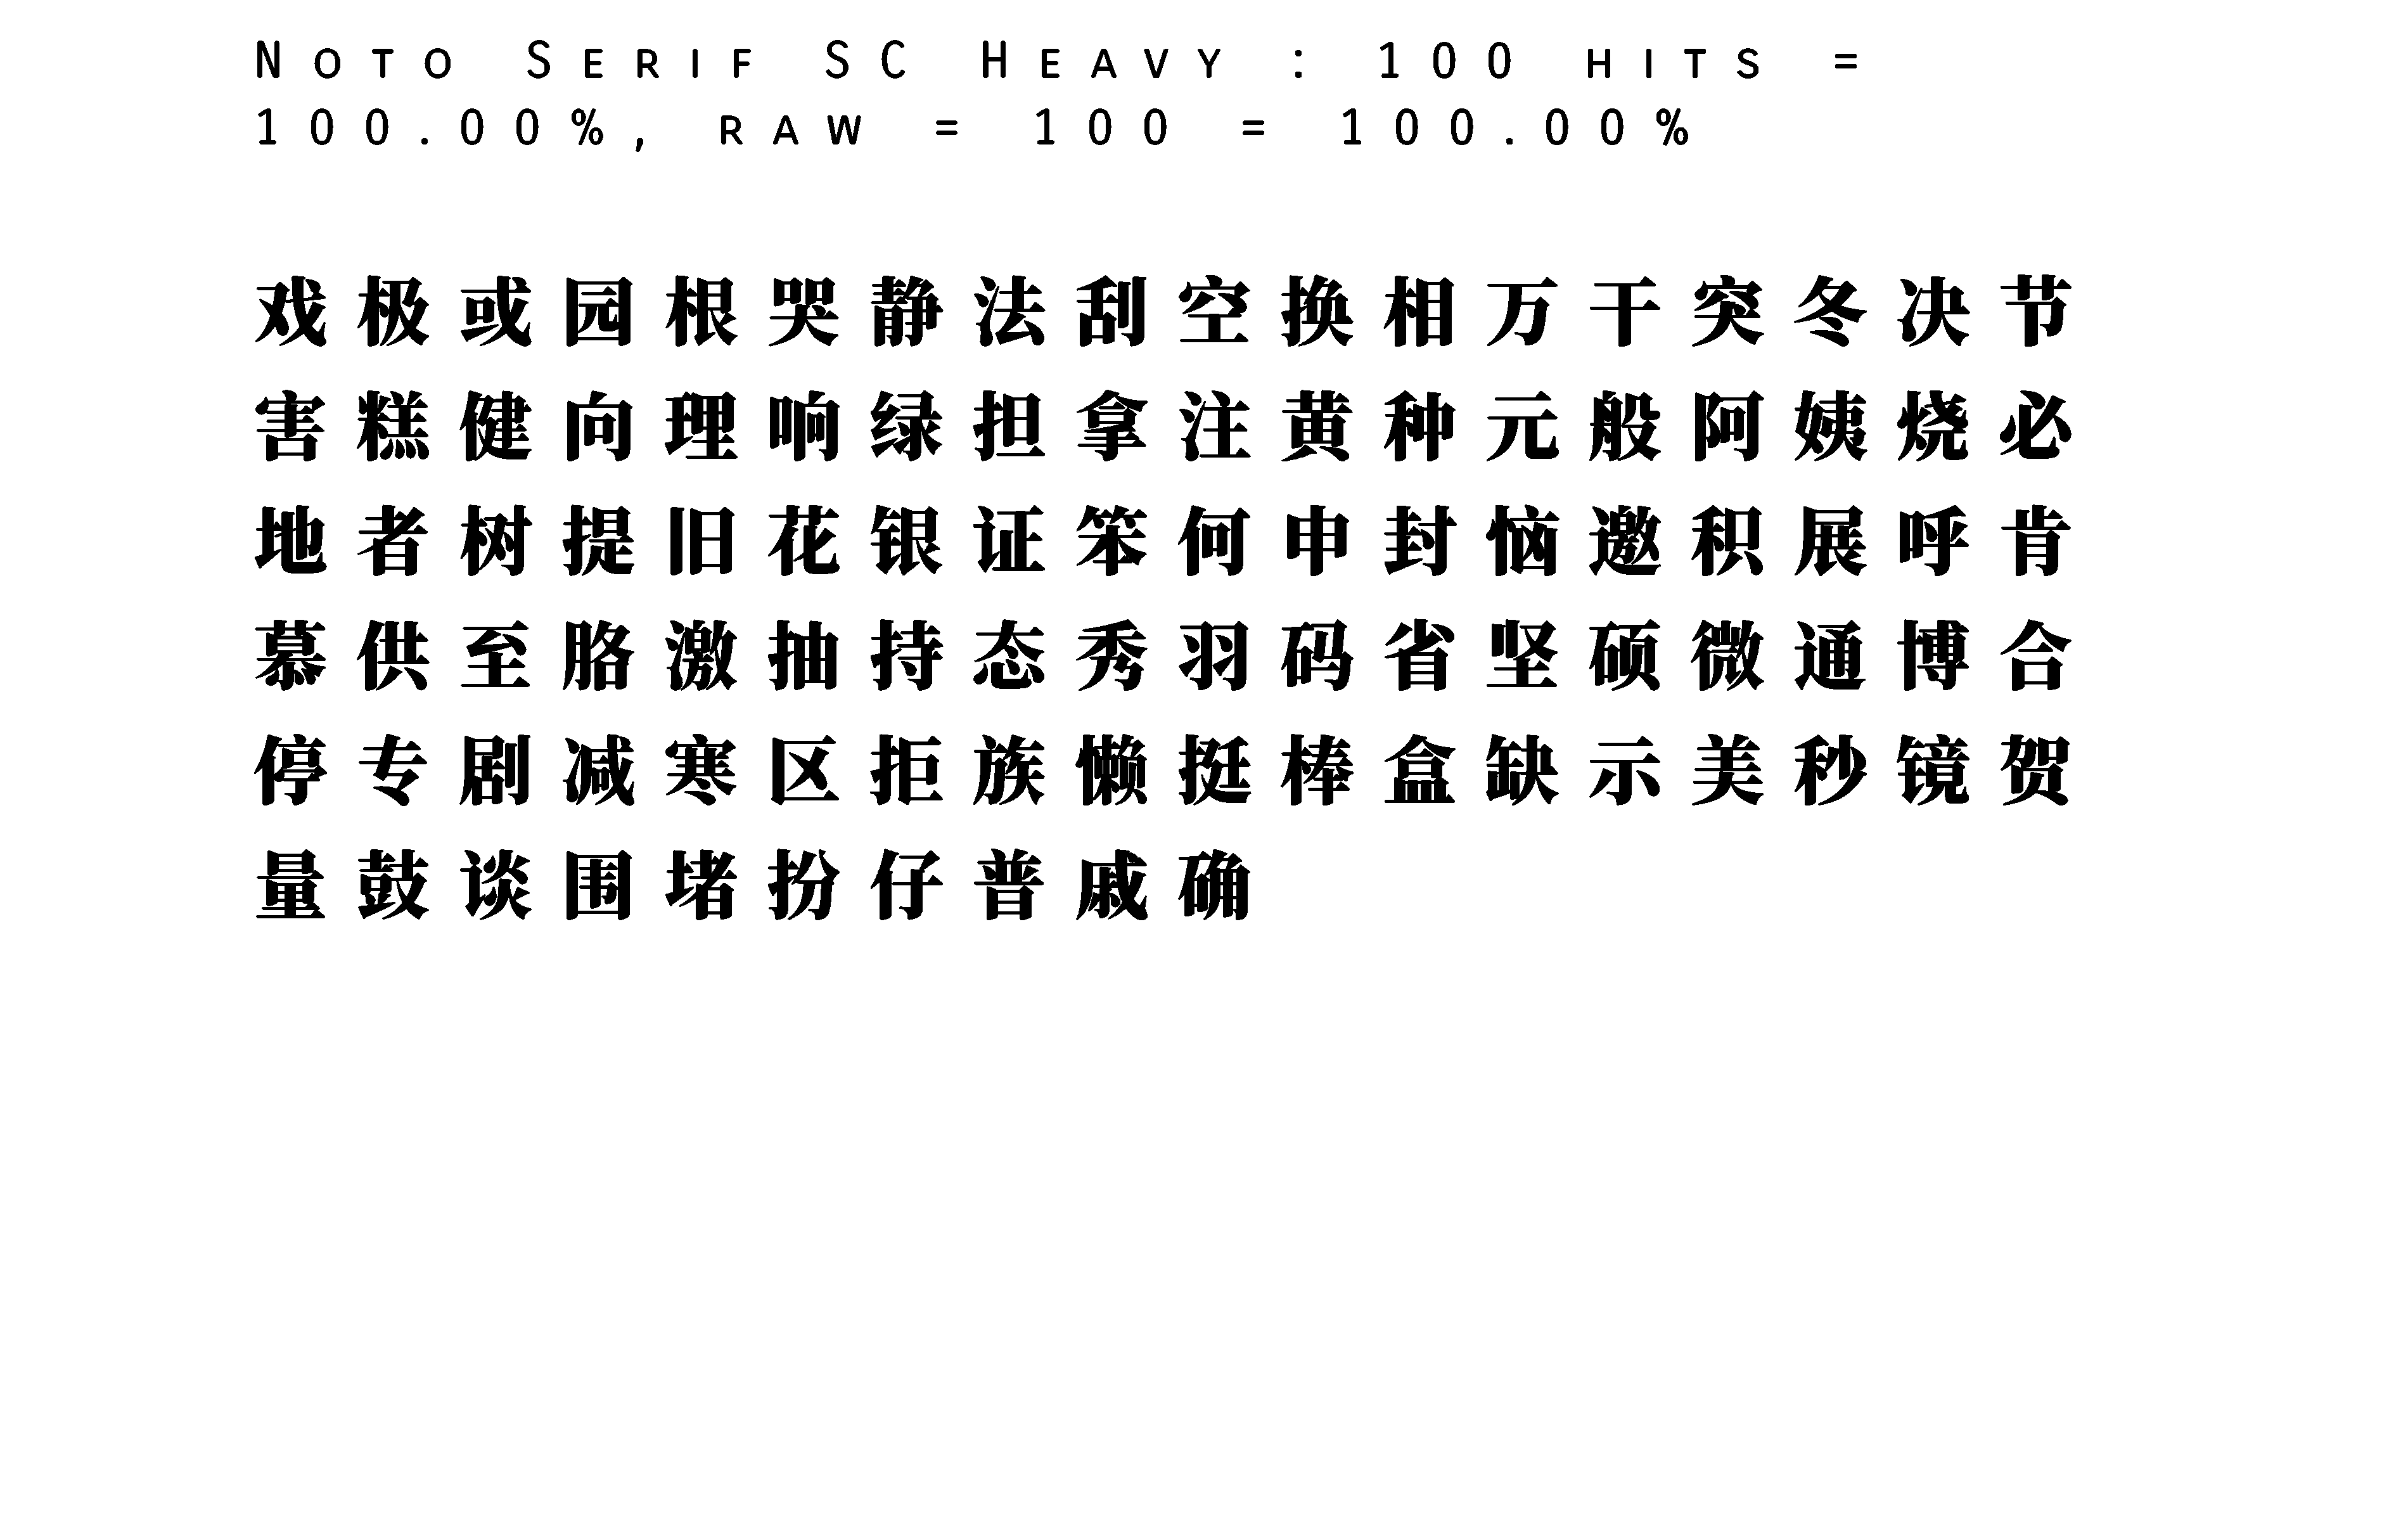 Noto Serif SC Heavy : 100 hits =
100.00%, raw = 100 = 100.00%
戏极或园根哭静法刮空换相万干突冬决节
害糕健向理响绿担拿注黄种元般阿姨烧必
地者树提旧花银证笨何申封恼邀积展呼肯
慕供至胳激抽持态秀羽码省坚硕微通博合
停专剧减寒区拒族懒挺棒盒缺示美秒镜贺
量鼓谈围堵扮仔普戚确